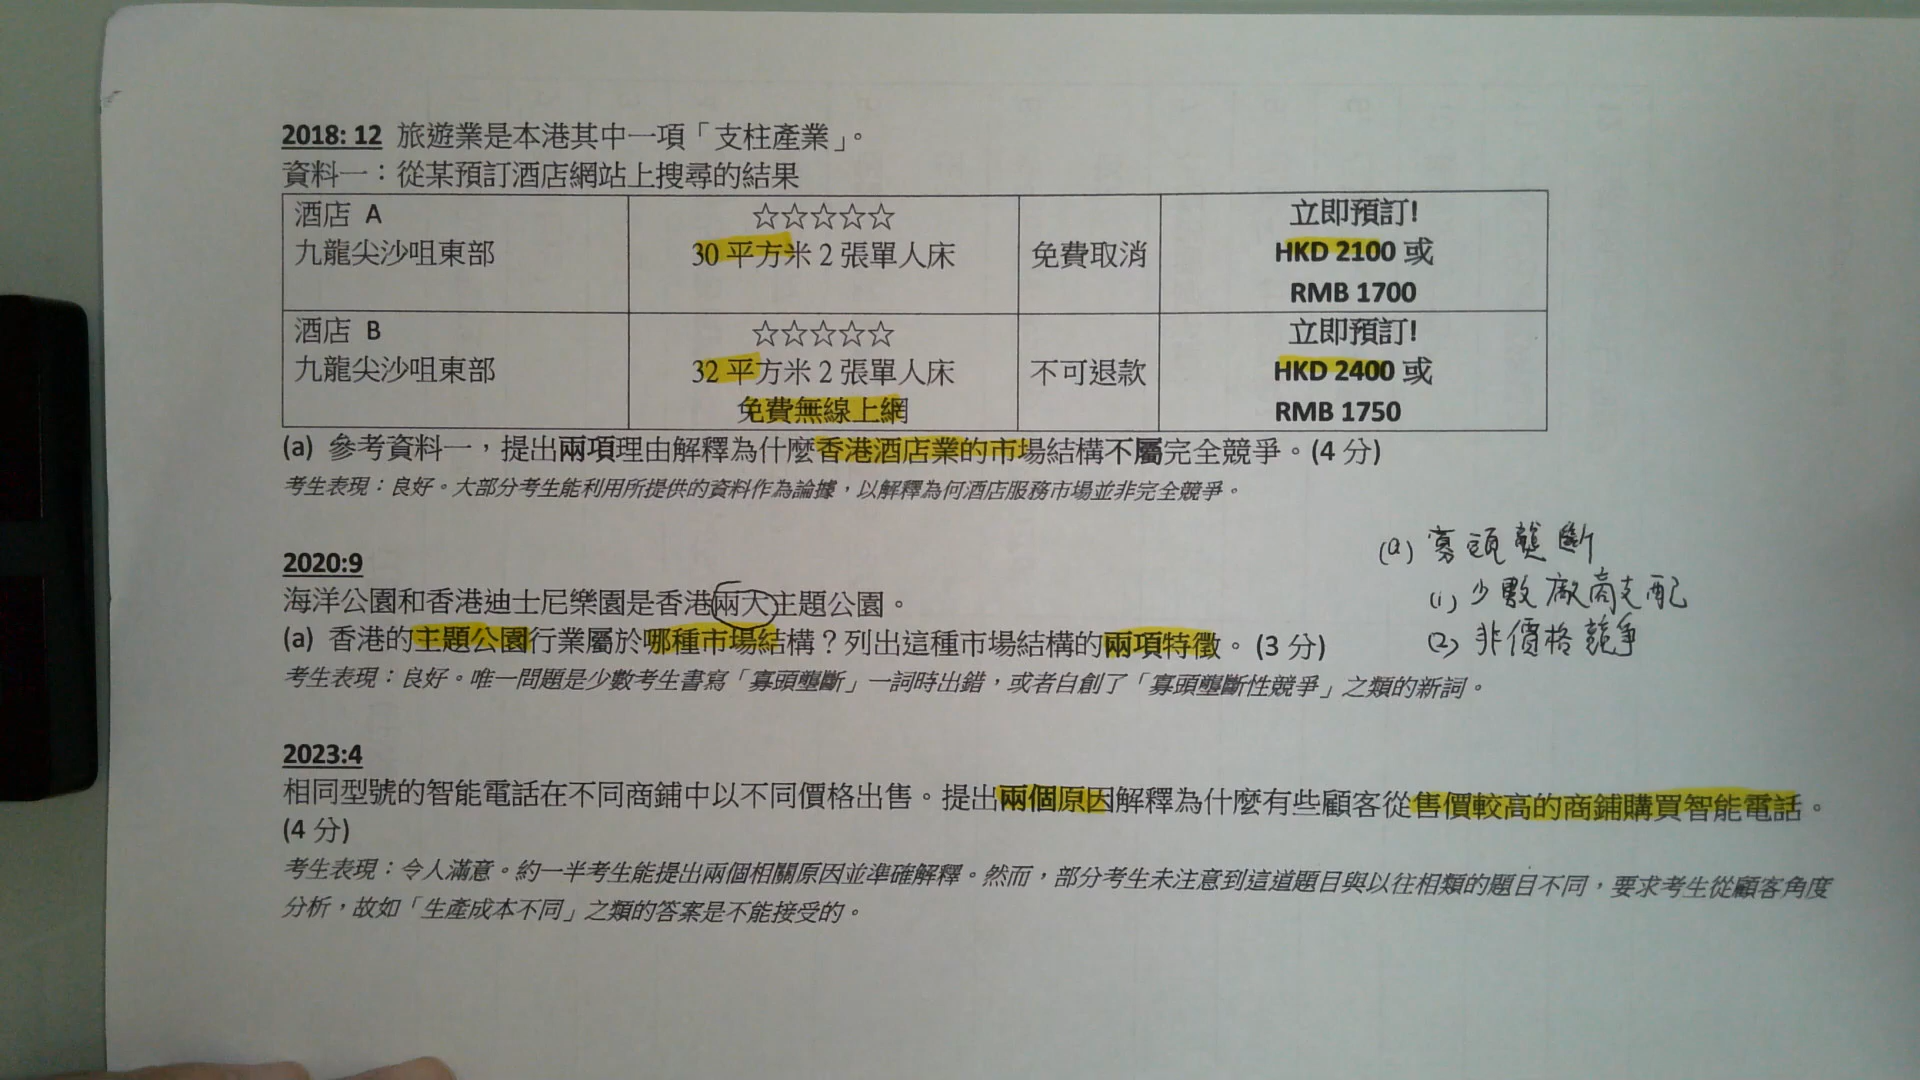 2018: 12 旅遊業是本港其中一項「支柱產業」。
資料一：從某預訂酒店網站上搜尋的結果
酒店 A
九龍尖沙咀東部
☆☆☆☆☆
30 平方米 2 張單人床
免費取消
立即預訂!
HKD 2100 或
RMB 1700
酒店 B
九龍尖沙咀東部
☆☆☆☆☆
32 平方米 2 張單人床
免費無線上網
不可退款
立即預訂!
HKD 2400 或
RMB 1750
(a) 參考資料一，提出兩項理由解釋為什麼香港酒店業的市場結構不屬完全競爭。(4 分)
考生表現：良好。大部分考生能利用所提供的資料作為論據，以解釋為何酒店服務市場並非完全競爭。
2020:9
海洋公園和香港迪士尼樂園是香港兩大主題公園。
(a) 香港的主題公園行業屬於哪種市場結構？列出這種市場結構的兩項特徵。(3 分)
考生表現：良好。唯一問題是少數考生書寫「寡頭壟斷」一詞時出錯，或者自創了「寡頭壟斷性競爭」之類的新詞。
(a) 寡頭壟斷
(1) 少數廠商支配
(2) 非價格競爭
2023:4
相同型號的智能電話在不同商鋪中以不同價格出售。提出兩個原因解釋為什麼有些顧客從售價較高的商鋪購買智能電話。
(4 分)
考生表現：令人滿意。約一半考生能提出兩個相關原因並準確解釋。然而，部分考生未注意到這道題目與以往相類的題目不同，要求考生從顧客角度
分析，故如「生產成本不同」之類的答案是不能接受的。